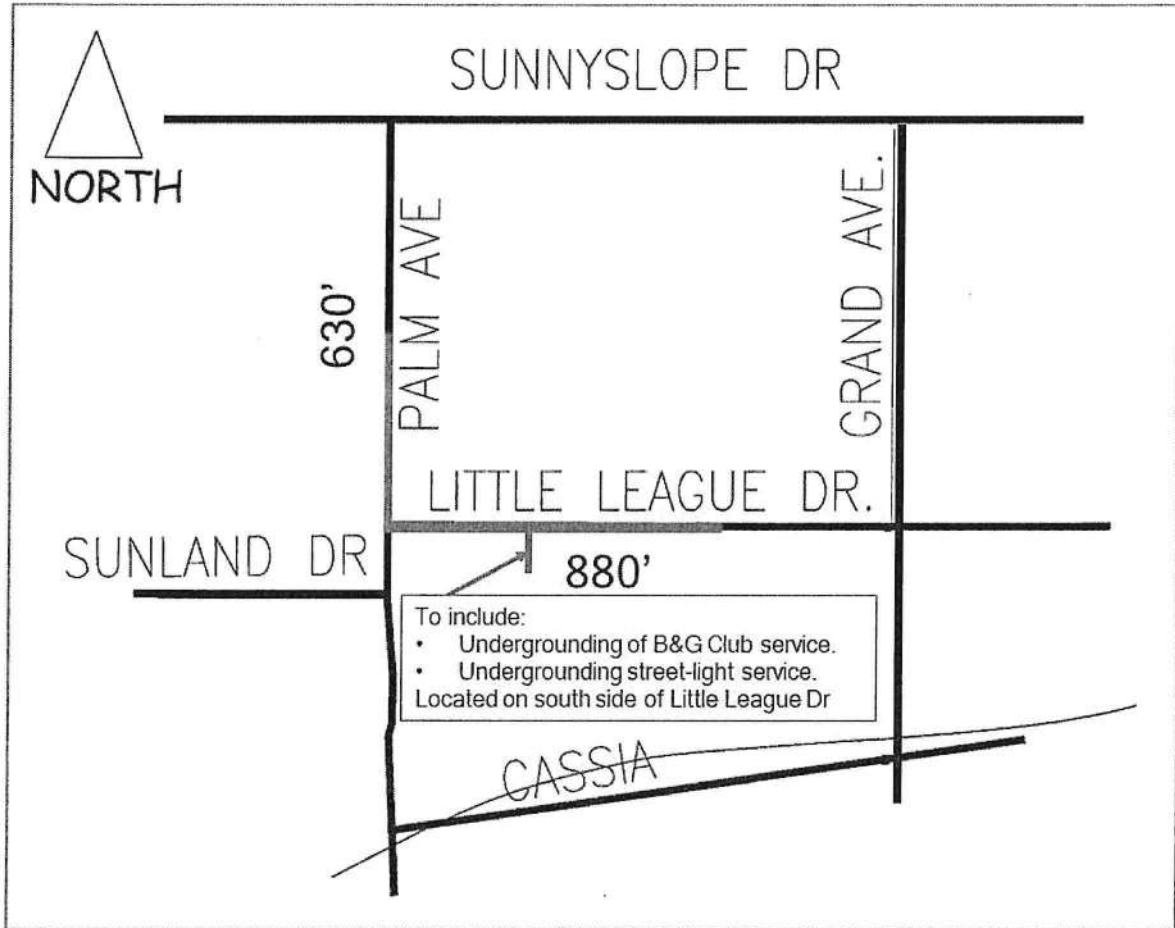 SUNNYSLOPE DR
NORTH
PALM AVE
GRAND AVE.
630'
LITTLE LEAGUE DR.
SUNLAND DR
880'
To include:
• Undergrounding of B&G Club service.
• Undergrounding street-light service.
Located on south side of Little League Dr
CASSIA